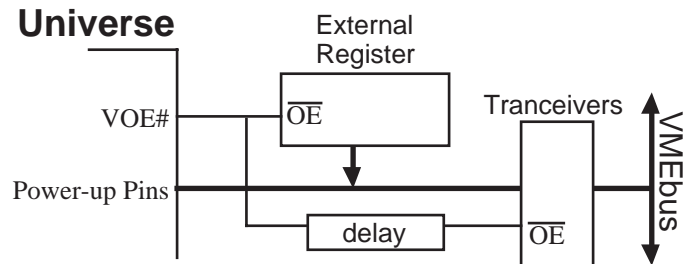 Universe
External
Register
VOE#
OE
Tranceivers
Power-up Pins
VMEbus
delay
OE